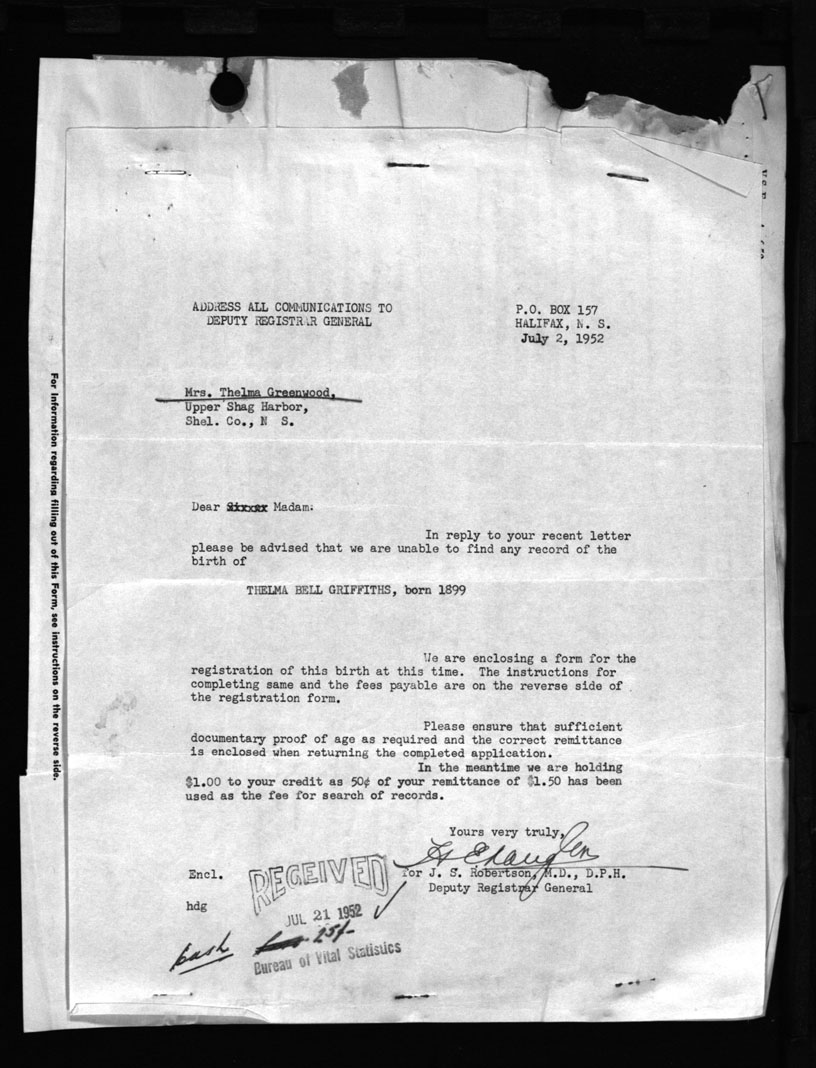 ADDRESS ALL COMMUNICATIONS TO
DEPUTY REGISTRAR GENERAL
P.O. BOX 157
HALIFAX, N. S.
July 2, 1952
Mrs. Thelma Greenwood,
Upper Shag Harbor,
Shel. Co., N S.
Dear Madam:
In reply to your recent letter
please be advised that we are unable to find any record of the
birth of
THELMA BELL GRIFFITHS, born 1899
We are enclosing a form for the
registration of this birth at this time. The instructions for
completing same and the fees payable are on the reverse side of
the registration form.
Please ensure that sufficient
documentary proof of age as required and the correct remittance
is enclosed when returning the completed application.
In the meantime we are holding
$1.00 to your credit as 50¢ of your remittance of $1.50 has been
used as the fee for search of records.
Yours very truly,
for J. S. Robertson, M.D., D.P.H.
Deputy Registrar General
Encl.
hdg
RECEIVED
JUL 21 1952
Bureau of Vital Statistics
cash
25¢
For Information regarding filling out of this Form, see instructions on the reverse side.